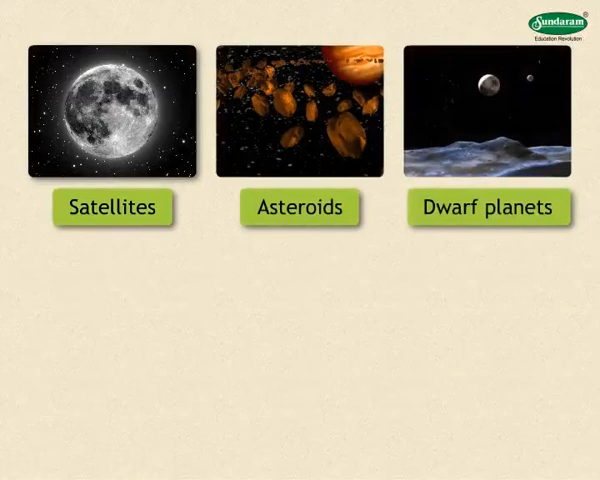 Sundaram®
Education Revolution
Satellites
Asteroids
Dwarf planets